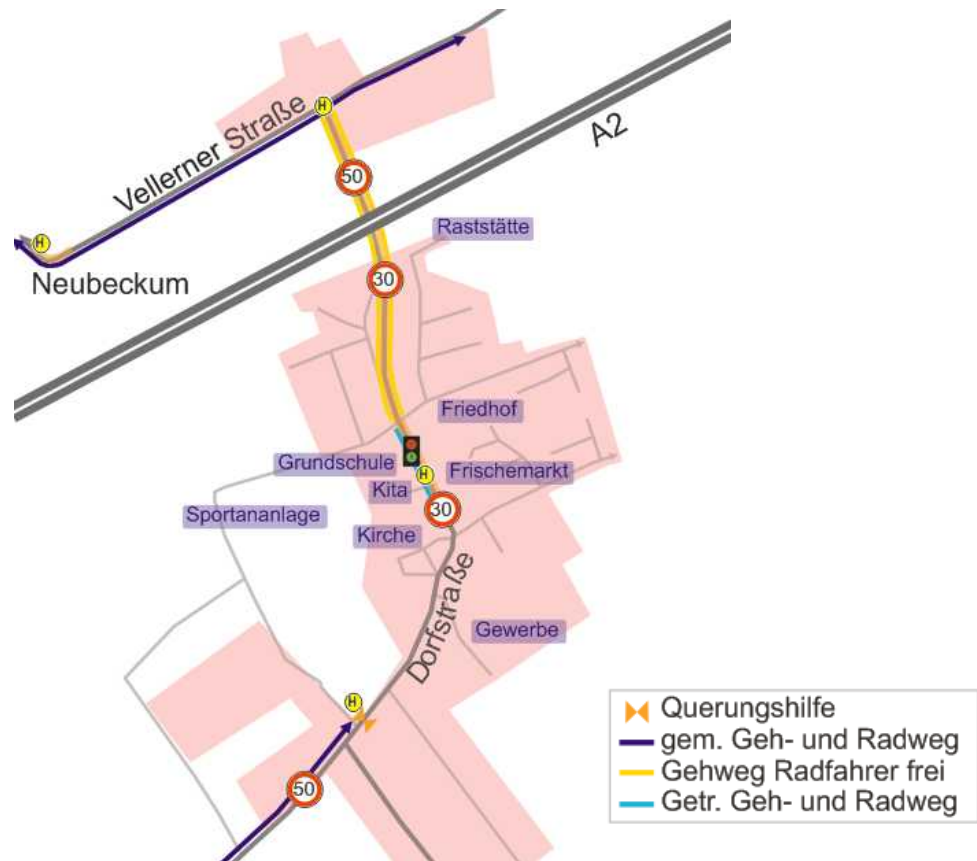 H
Vellerner Straße
A2
50
Raststätte
H
Neubeckum
30
Friedhof
Grundschule
H
Frischemarkt
Kita
Sportananlage
30
Kirche
Dorfstraße
Gewerbe
H
50
Querungshilfe
gem. Geh- und Radweg
Gehweg Radfahrer frei
Getr. Geh- und Radweg